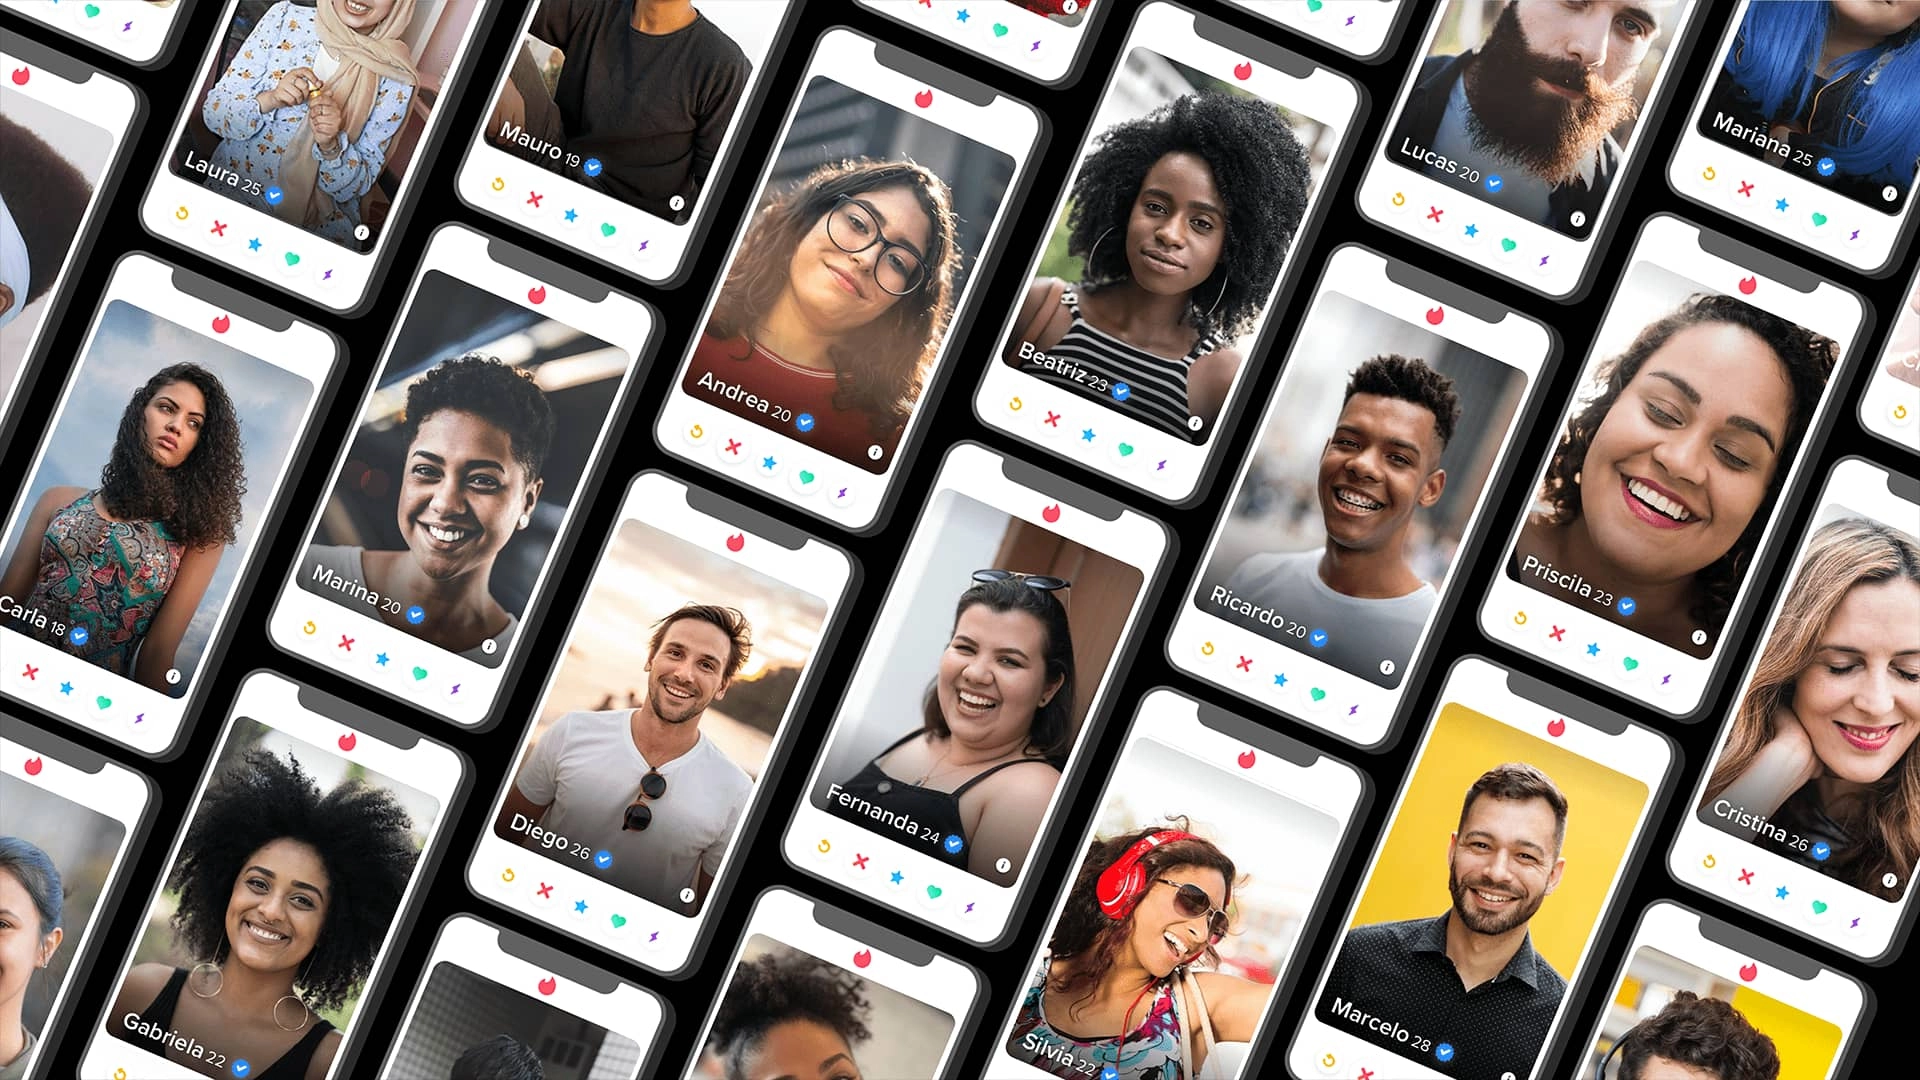 Laura 25
Mauro 19
Lucas 20
Mariana 25
Andrea 20
Beatriz 23
Carla 18
Marina 20
Ricardo 20
Priscila 23
Diego 26
Fernanda 24
Cristina 26
Gabriela 22
Silvia 22
Marcelo 28